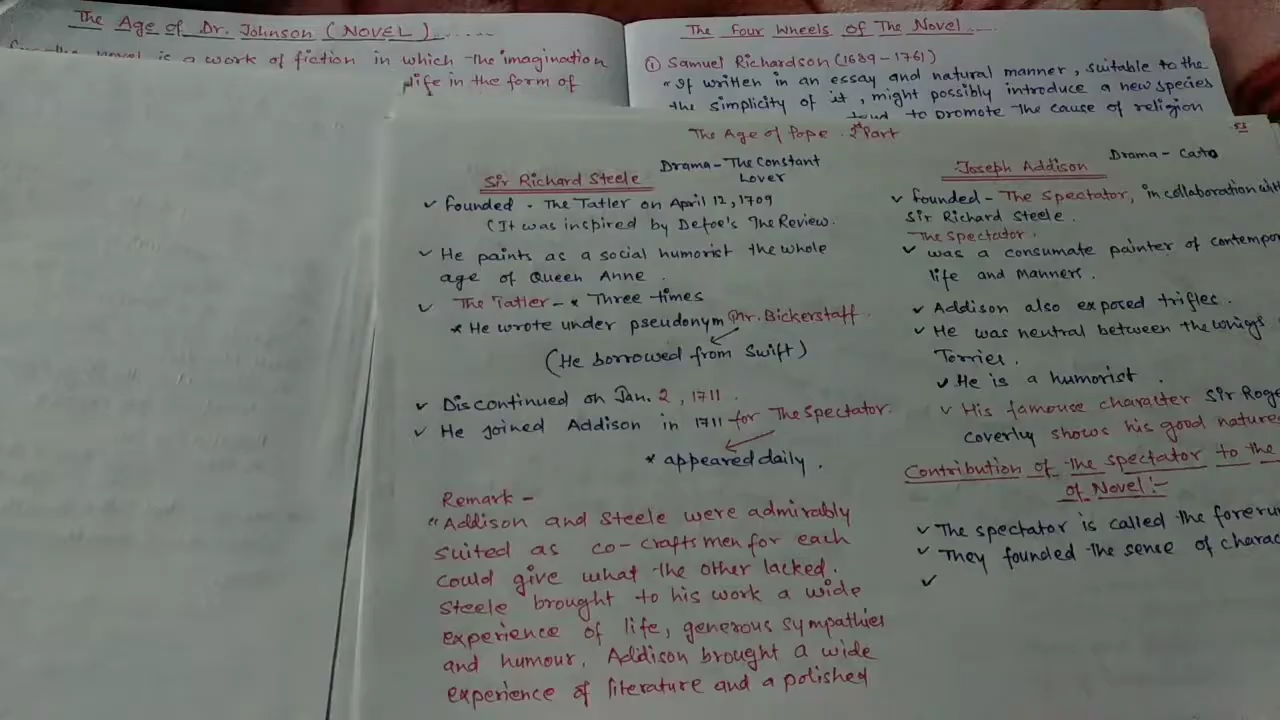 The Age of Dr. Johnson (NOVEL)......
novel is a work of fiction in which the imagination
life in the form of
The Four Wheels of The Novel.....
① Samuel Richardson (1689-1761)
"If written in an essay and natural manner, suitable to the
the simplicity of it, might possibly introduce a new species
to promote the cause of religion
The Age of Pope. 2nd Part
53
Sir Richard Steele
Drama-The Constant
Lover
✓ founded - The Tatler on April 12, 1709
(It was inspired by Defoe's The Review.
✓ He paints as a social humorist the whole
age of Queen Anne.
✓ The Tatler - * Three times
* He wrote under pseudonym Mr. Bickerstaff.
(He borrowed from Swift)
✓ Discontinued on Jan. 2, 1711.
✓ He joined Addison in 1711 for The Spectator.
* appeared daily.
Remark -
"Addison and Steele were admirably
suited as co-craftsmen for each
could give what the other lacked.
Steele brought to his work a wide
experience of life, generous sympathies
and humour. Addison brought a wide
experience of literature and a polished
Joseph Addison
Drama - Cato
✓ founded - The Spectator, in collaboration with
Sir Richard Steele.
The Spectator.
✓ was a consumate painter of contempor
life and manners.
✓ Addison also exposed trifles.
✓ He was neutral between the whigs
Torries.
✓ He is a humorist.
✓ His famouse character Sir Roge
coverly shows his good nature
Contribution of the spectator to the
of Novel:-
✓ The spectator is called the forerun
✓ They founded the sense of charac
✓